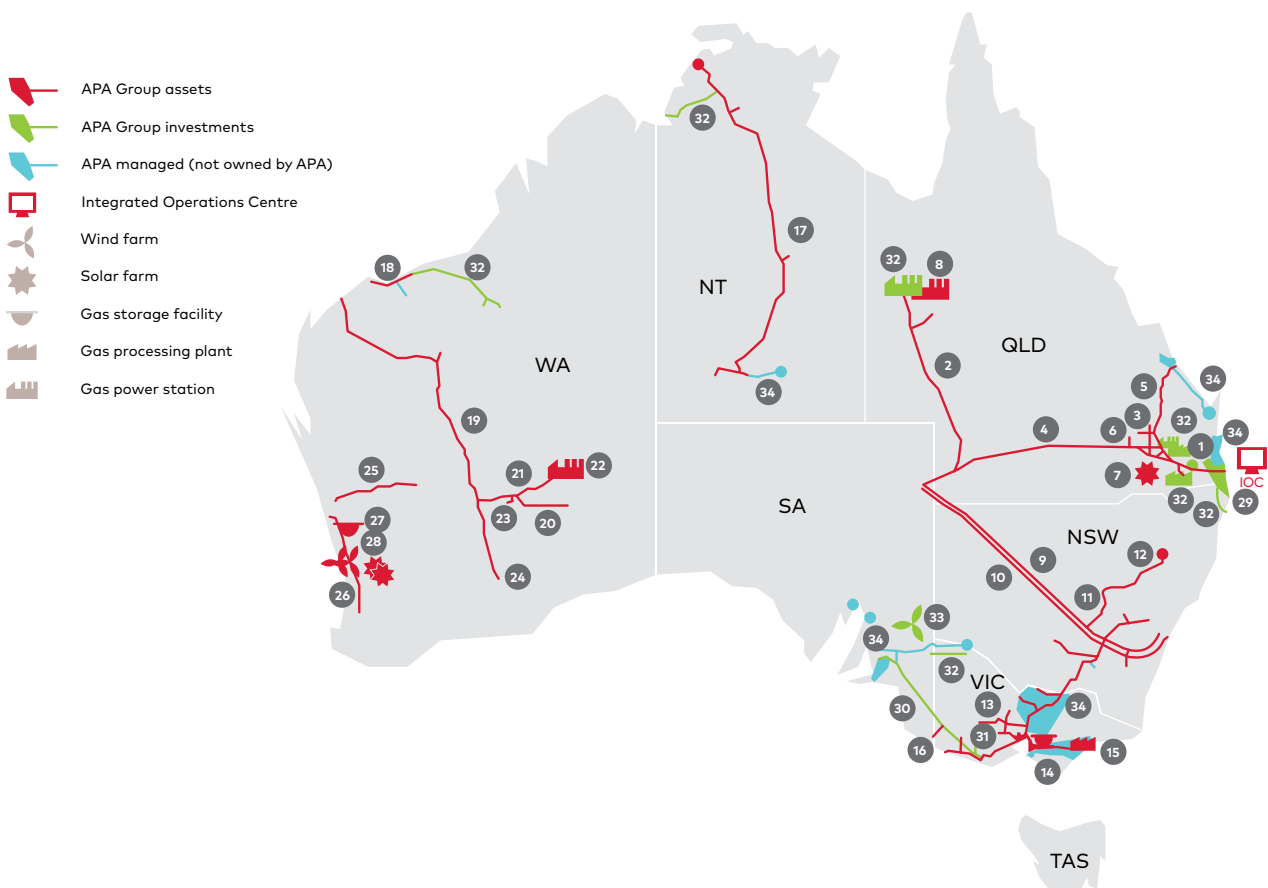 APA Group assets
APA Group investments
APA managed (not owned by APA)
Integrated Operations Centre
Wind farm
Solar farm
Gas storage facility
Gas processing plant
Gas power station
32
17
18
32
32
8
NT
QLD
WA
2
34
5
34
19
3
32
4
6
34
1
25
21
22
7
IOC
23
20
32
32
29
27
28
SA
NSW
12
9
10
24
26
11
33
34
32
VIC
30
13
34
31
16
15
14
TAS